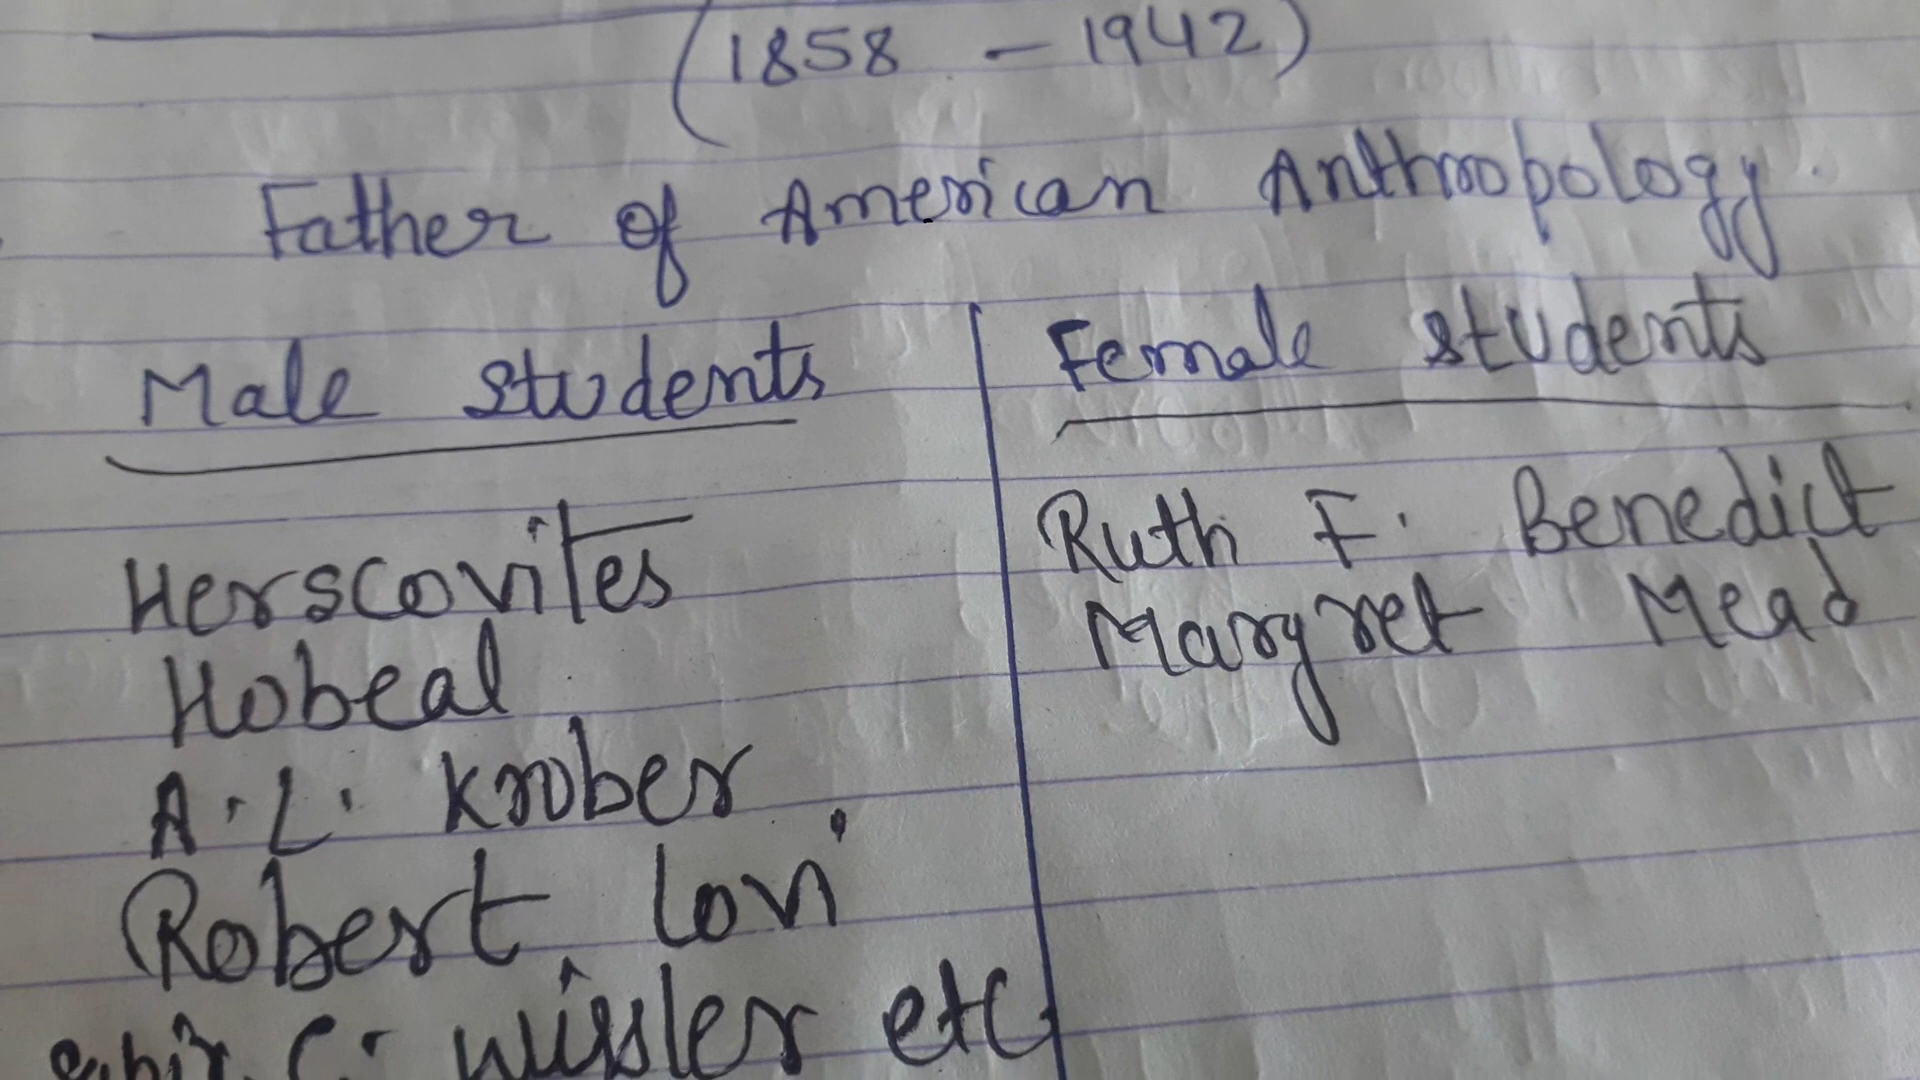 (1858 - 1942)
Father of American Anthropology.
Male students
Female students
Herscovites
Hobeal
A. L. Krober
Robert lovi
Ruth F. Benedict
Margret Mead
C. wissler etc